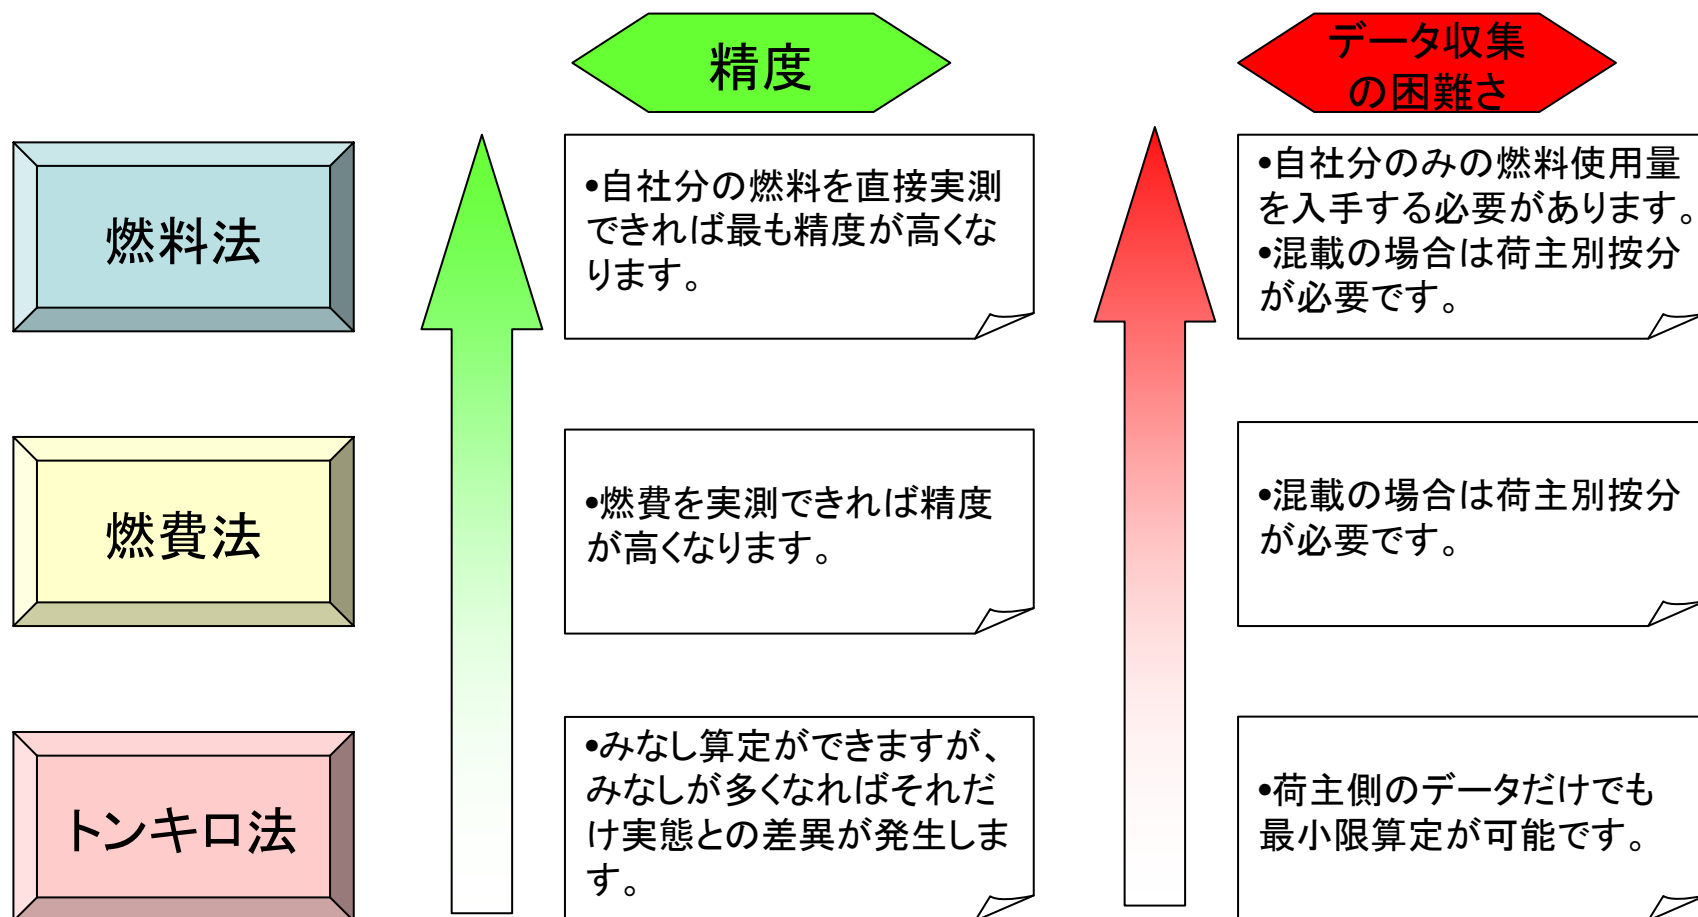 精度
データ収集
の困難さ
燃料法
•自社分の燃料を直接実測
できれば最も精度が高くな
ります。
•自社分のみの燃料使用量
を入手する必要があります。
•混載の場合は荷主別按分
が必要です。
燃費法
•燃費を実測できれば精度
が高くなります。
•混載の場合は荷主別按分
が必要です。
トンキロ法
•みなし算定ができますが、
みなしが多くなればそれだ
け実態との差異が発生しま
す。
•荷主側のデータだけでも
最小限算定が可能です。